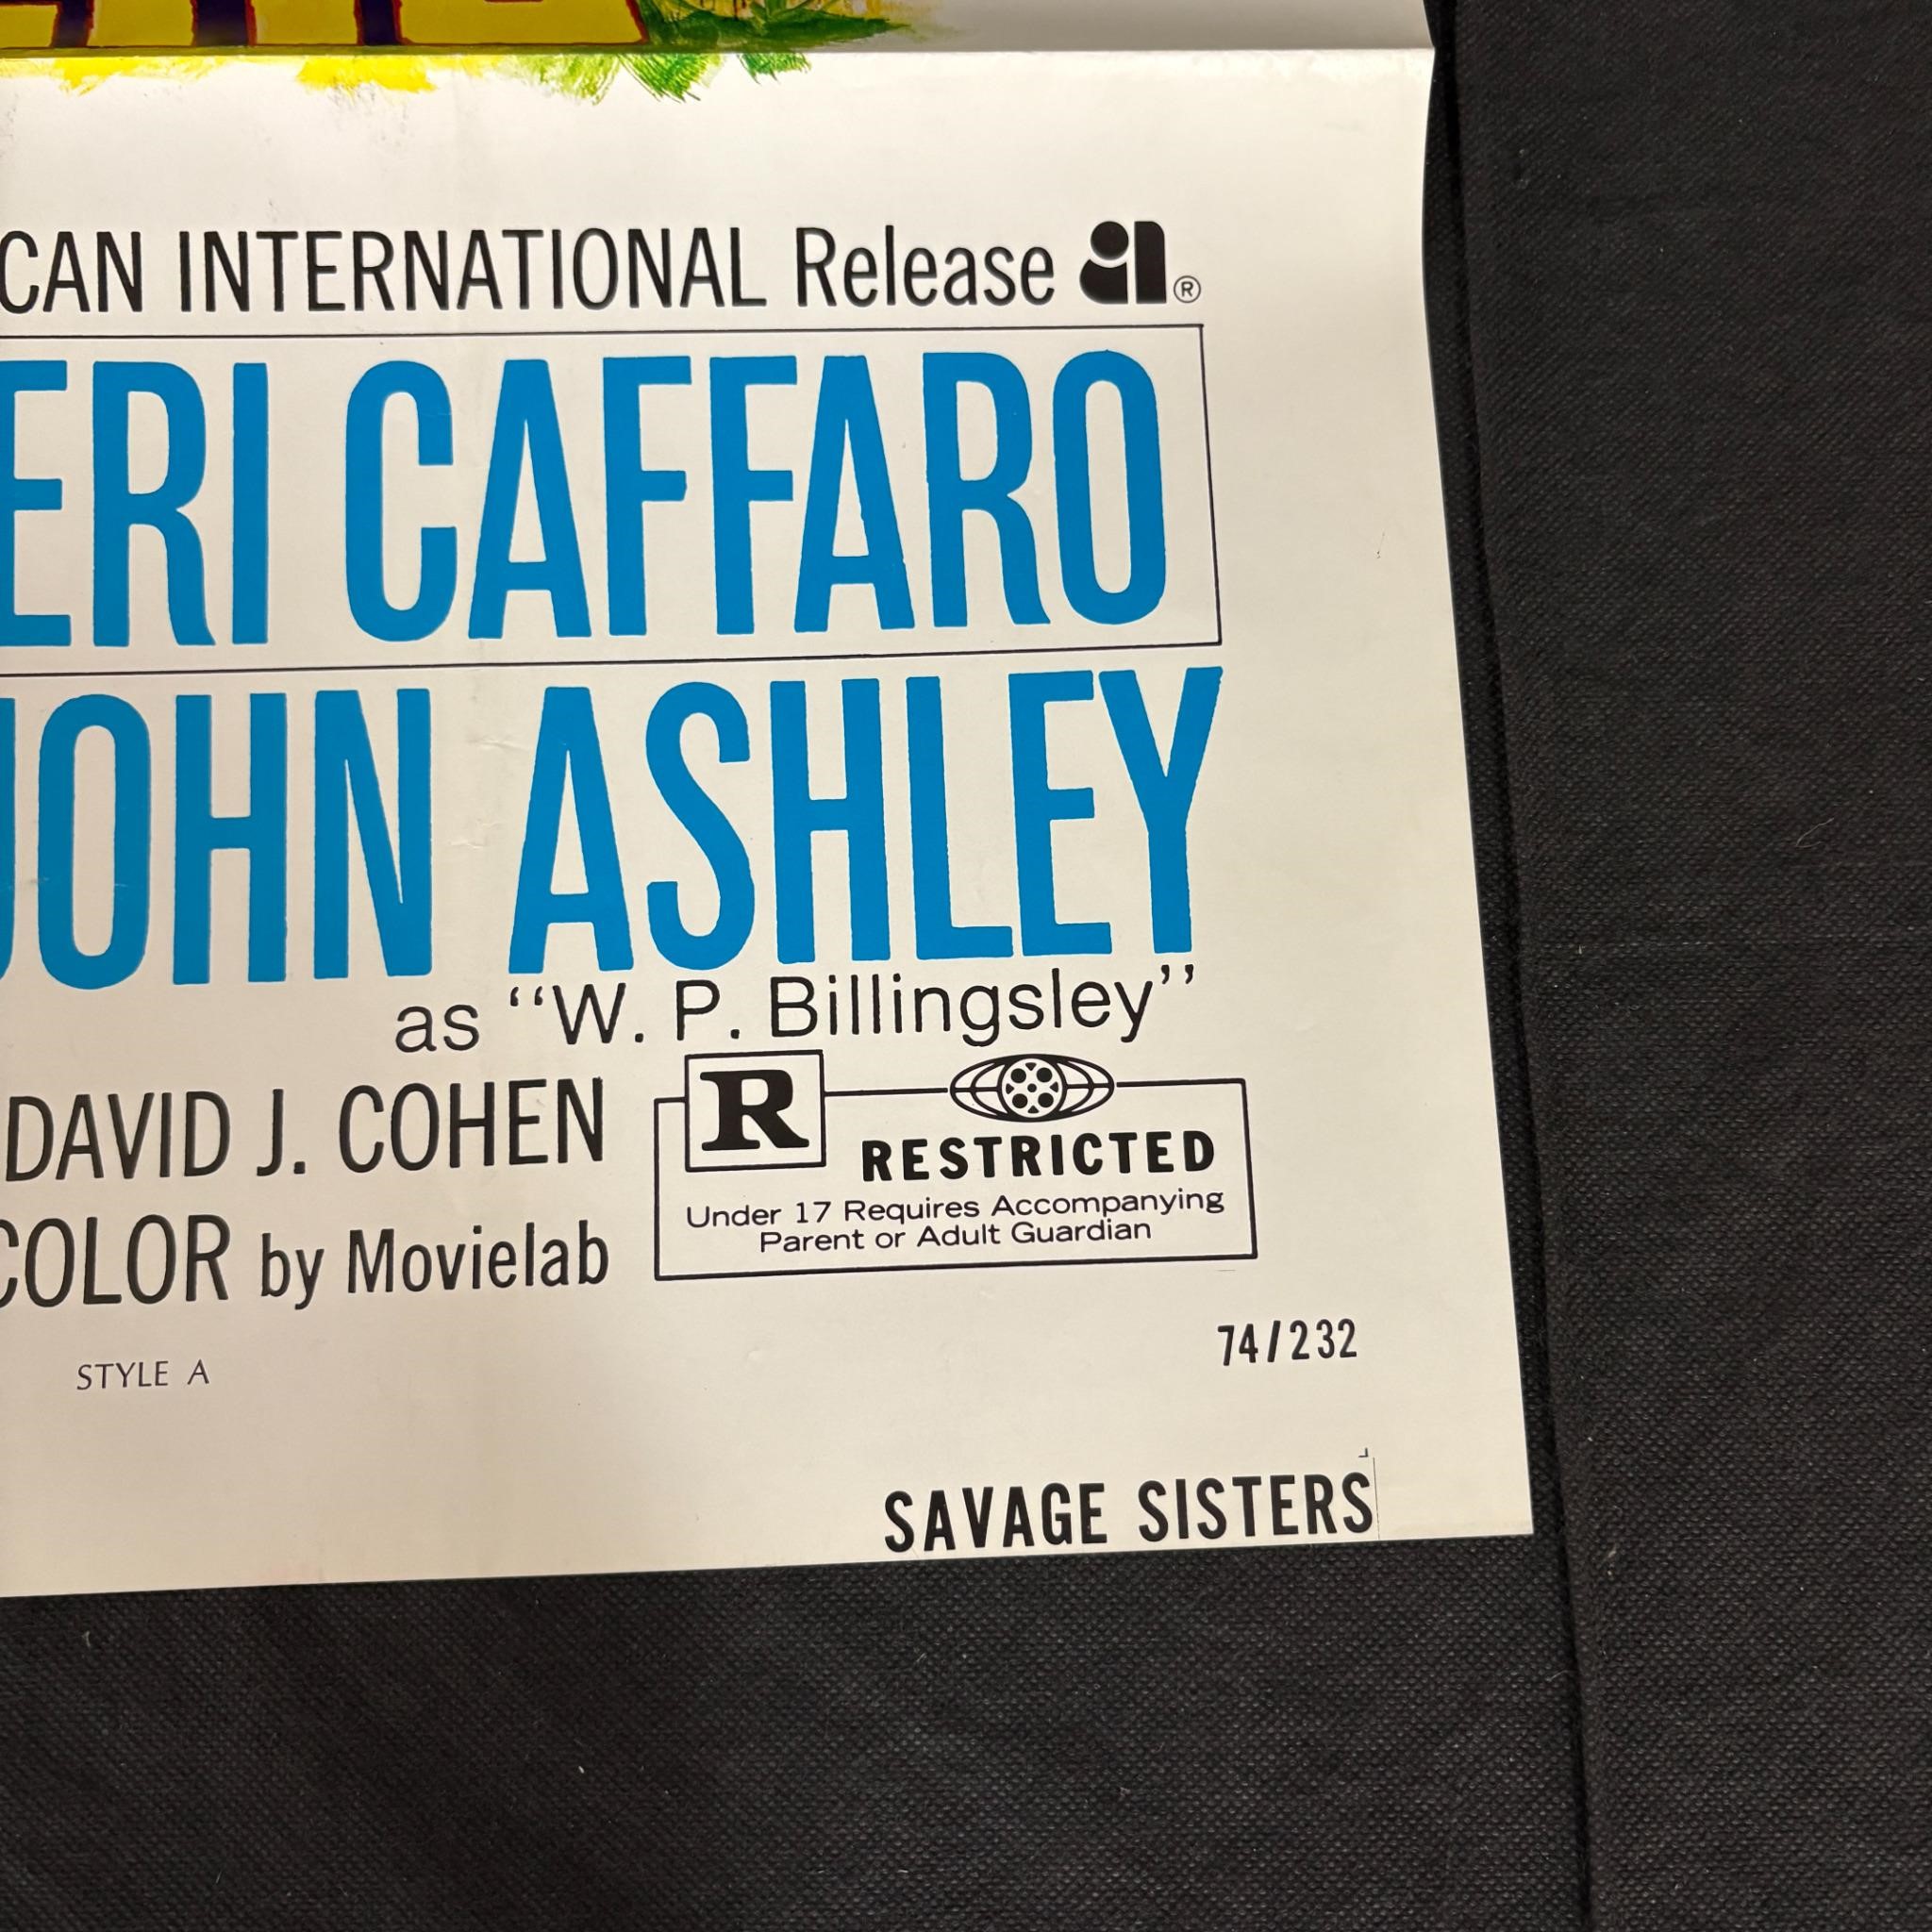 CAN INTERNATIONAL Release ®
ERI CAFFARO
JOHN ASHLEY
as “W. P. Billingsley”
DAVID J. COHEN
COLOR by Movielab
R
RESTRICTED
Under 17 Requires Accompanying
Parent or Adult Guardian
74/232
STYLE A
SAVAGE SISTERS